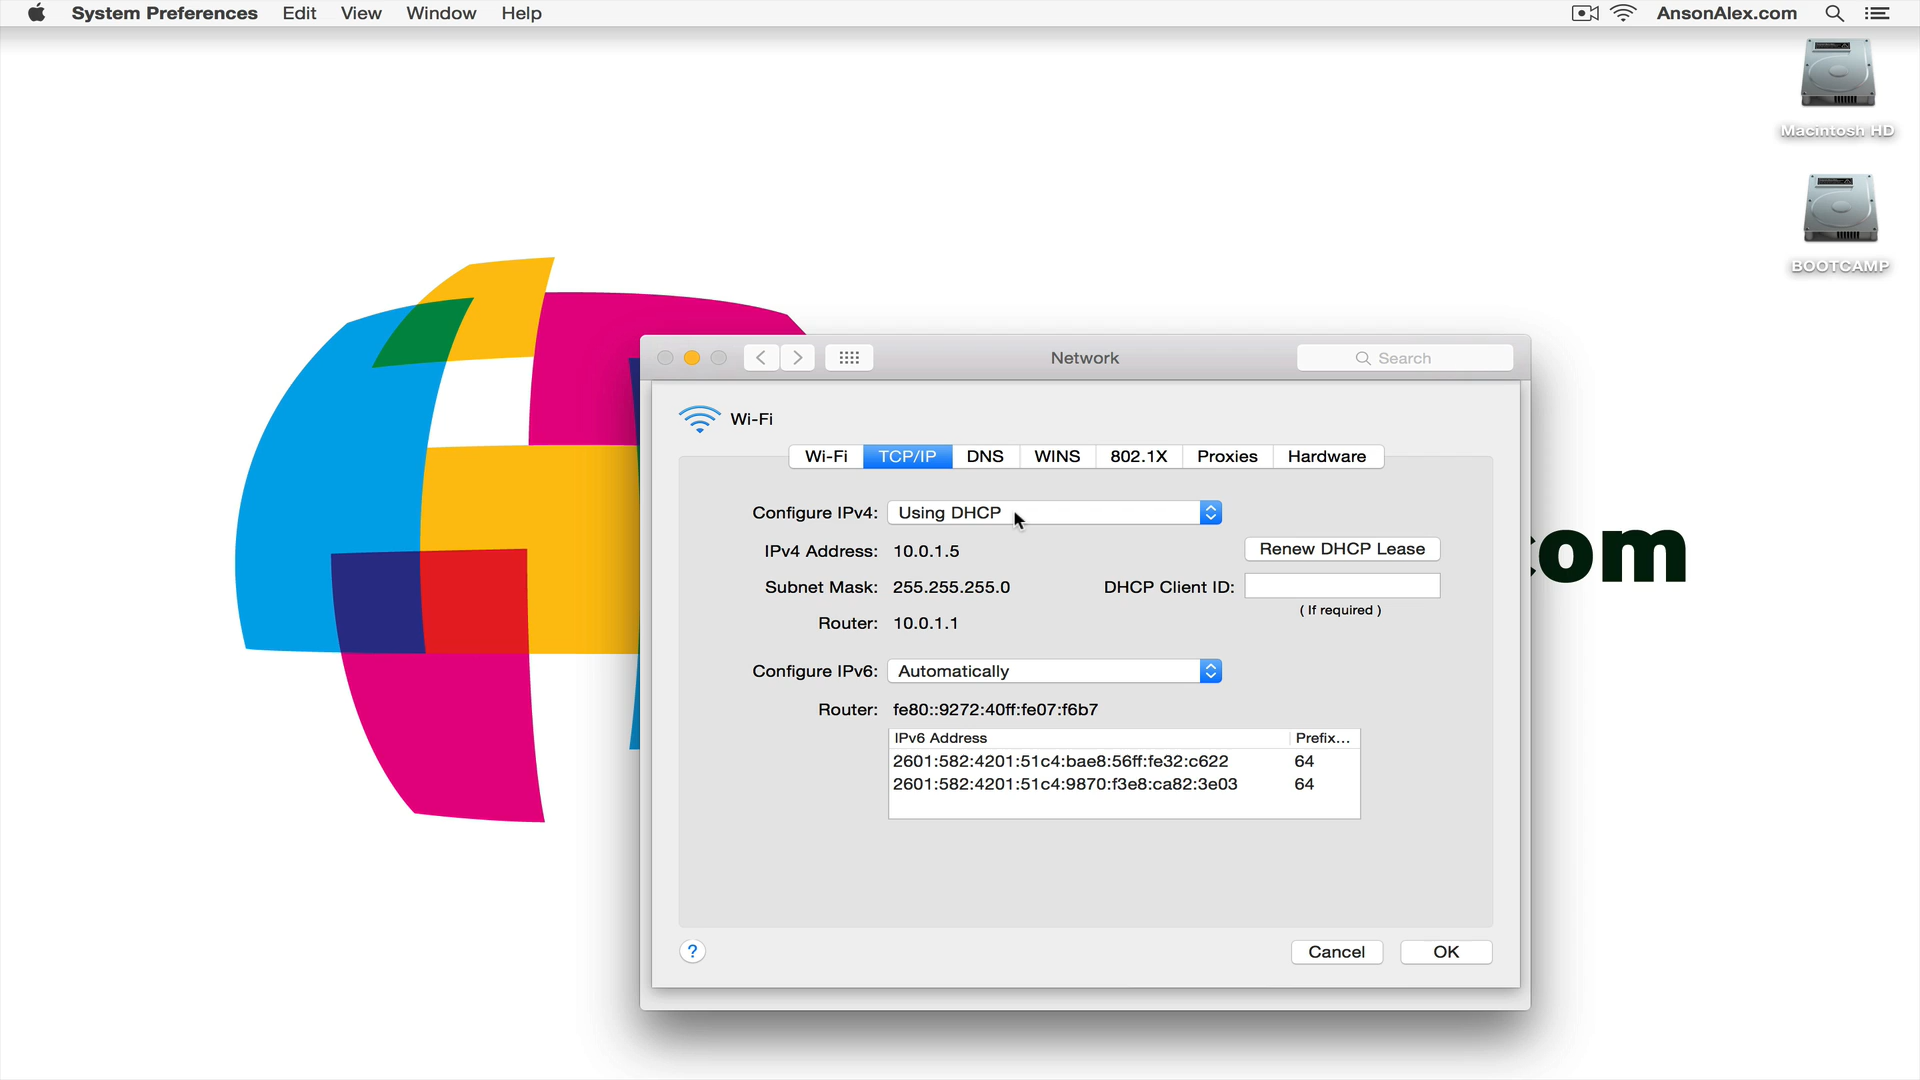 System Preferences Edit View Window Help AnsonAlex.com
Macintosh HD
BOOTCAMP
Network
Search
Wi-Fi
Wi-Fi TCP/IP DNS WINS 802.1X Proxies Hardware
Configure IPv4: Using DHCP
IPv4 Address: 10.0.1.5 Renew DHCP Lease
Subnet Mask: 255.255.255.0 DHCP Client ID:
( If required )
Router: 10.0.1.1
com
Configure IPv6: Automatically
Router: fe80::9272:40ff:fe07:f6b7
IPv6 Address Prefix...
2601:582:4201:51c4:bae8:56ff:fe32:c622 64
2601:582:4201:51c4:9870:f3e8:ca82:3e03 64
? Cancel OK